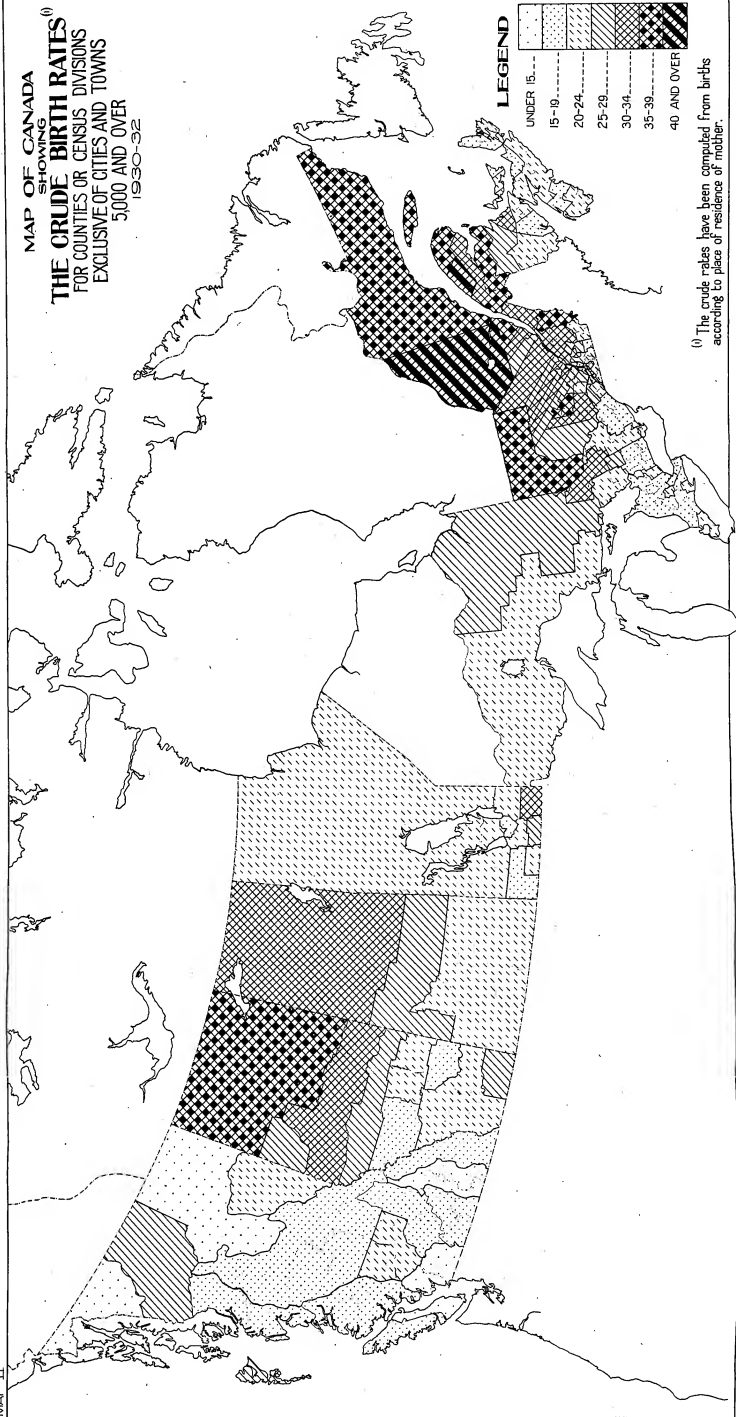 MAP OF CANADA
SHOWING
THE CRUDE BIRTH RATES (1)
FOR COUNTIES OR CENSUS DIVISIONS
EXCLUSIVE OF CITIES AND TOWNS
5,000 AND OVER
1930-32
LEGEND
UNDER 15
15-19
20-24
25-29
30-34
35-39
40 AND OVER
(1) The crude rates have been computed from births
according to place of residence of mother.